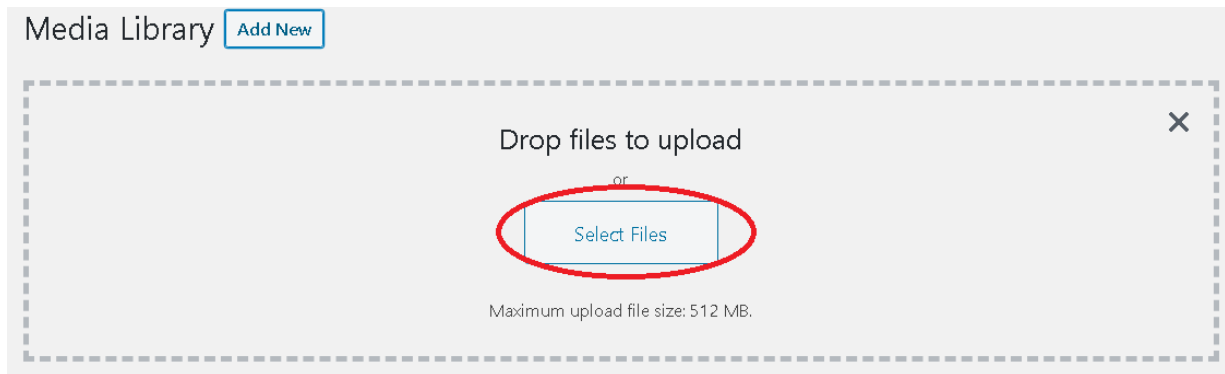 Media Library Add New
Drop files to upload
or
Select Files
Maximum upload file size: 512 MB.